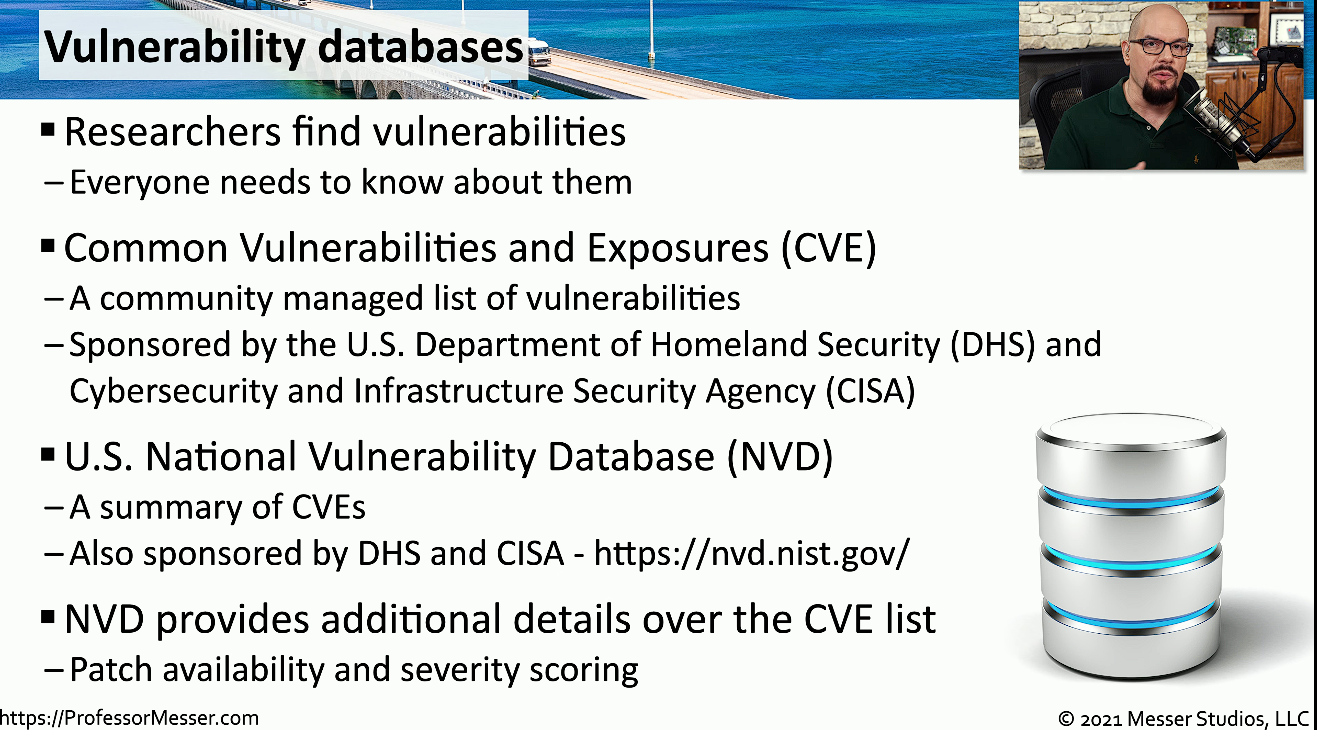 Vulnerability databases
▪ Researchers find vulnerabilities
– Everyone needs to know about them
▪ Common Vulnerabilities and Exposures (CVE)
– A community managed list of vulnerabilities
– Sponsored by the U.S. Department of Homeland Security (DHS) and
Cybersecurity and Infrastructure Security Agency (CISA)
▪ U.S. National Vulnerability Database (NVD)
– A summary of CVEs
– Also sponsored by DHS and CISA - https://nvd.nist.gov/
▪ NVD provides additional details over the CVE list
– Patch availability and severity scoring
https://ProfessorMesser.com
© 2021 Messer Studios, LLC